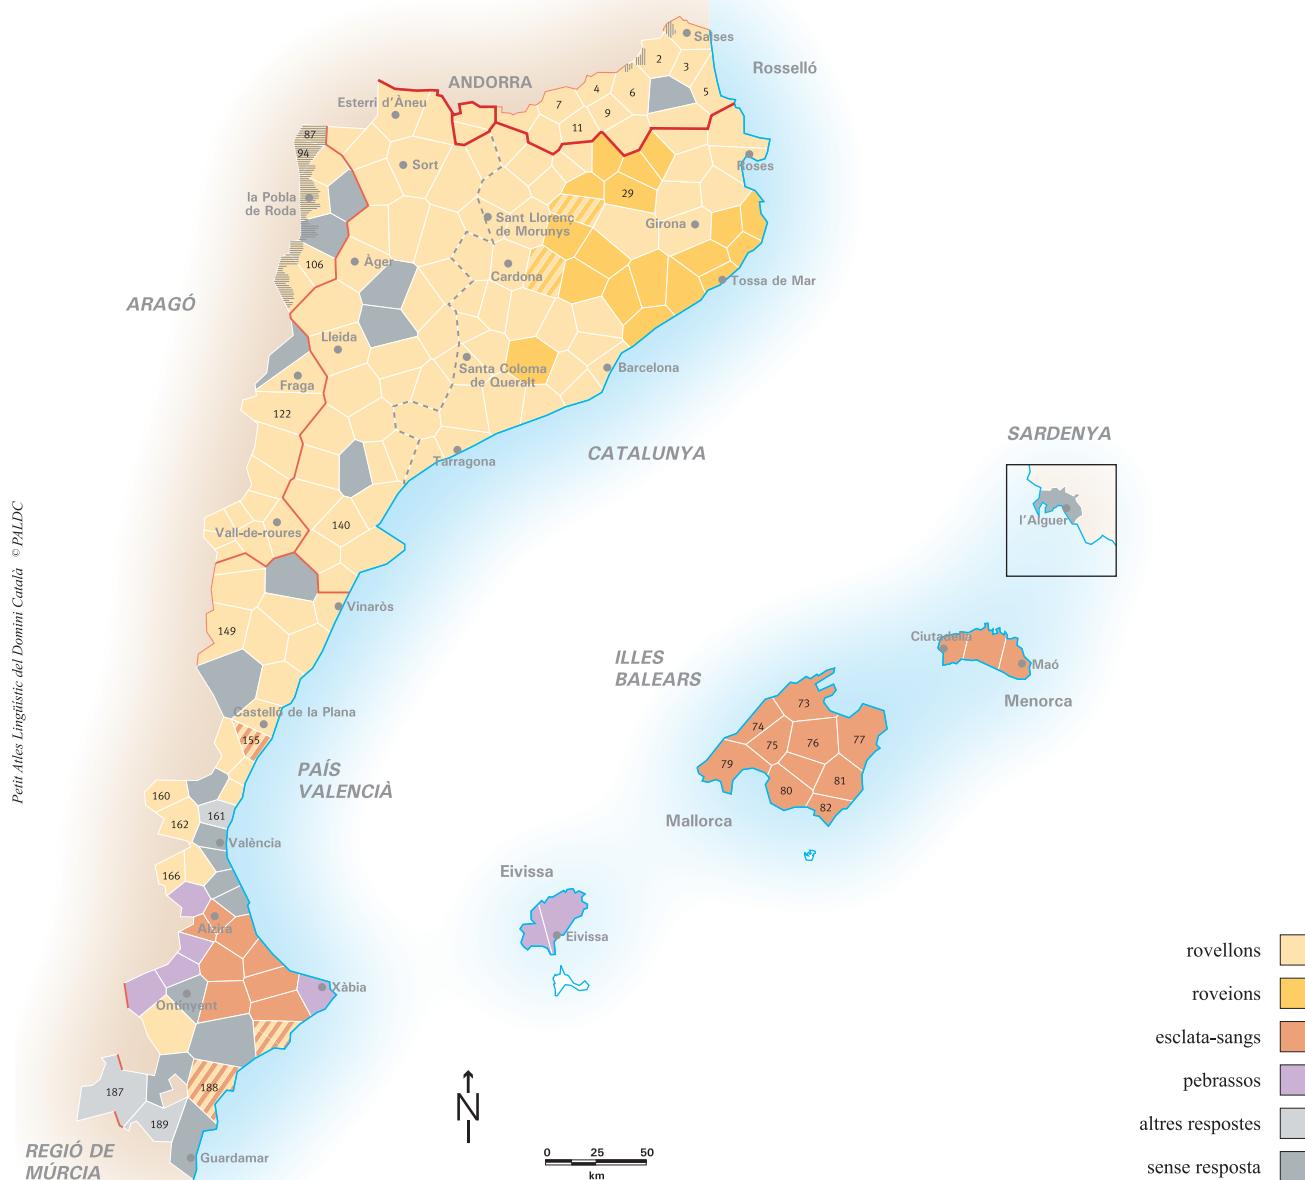 Salses
Rosselló
2
3
ANDORRA
4
6
5
7
9
11
Esterri d'Àneu
87
94
Sort
Roses
la Pobla
de Roda
29
Sant Llorenç
de Morunys
Girona
106
Àger
Cardona
Tossa de Mar
ARAGÓ
Lleida
Santa Coloma
de Queralt
Barcelona
Fraga
122
CATALUNYA
Tarragona
SARDENYA
l'Alguer
140
Vall-de-roures
Vinaròs
149
ILLES
BALEARS
Ciutadella
Maó
Menorca
73
74
75
76
77
79
80
81
82
Mallorca
Castelló de la Plana
155
PAÍS
VALENCIÀ
160
161
162
València
166
Eivissa
Alzira
Eivissa
Xàbia
Ontinyent
187
188
189
REGIÓ DE
MÚRCIA
Guardamar
N
0 25 50
km
rovellons
roveions
esclata-sangs
pebrassos
altres respostes
sense resposta
Petit Atles Lingüístic del Domini Català © PALDC